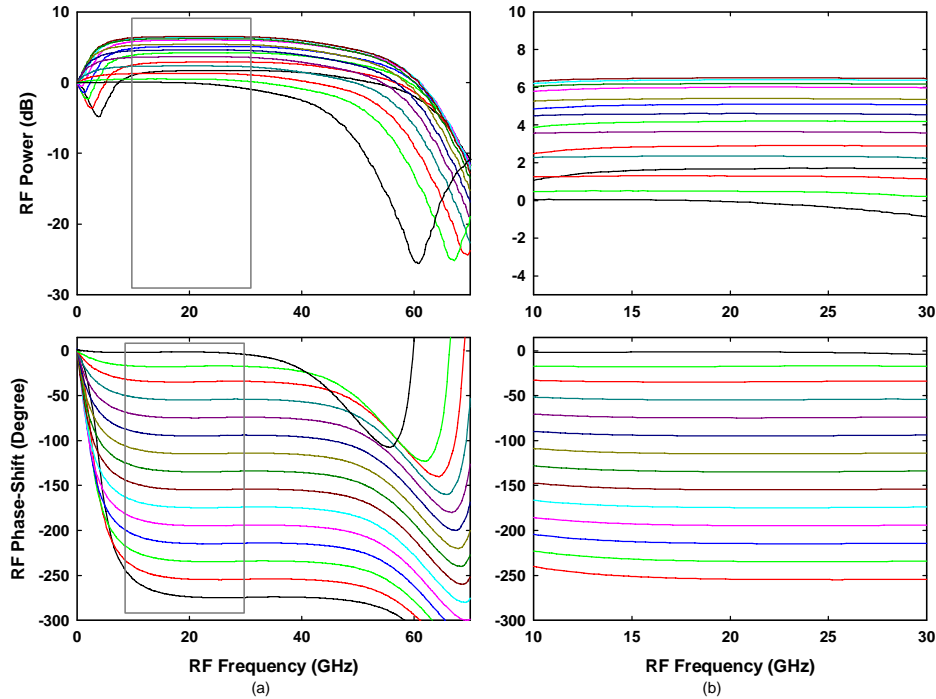 10
0
-10
-20
-30
RF Power (dB)
0 20 40 60
10
8
6
4
2
0
-2
-4
10 15 20 25 30
0
-50
-100
-150
-200
-250
-300
RF Phase-Shift (Degree)
0 20 40 60
RF Frequency (GHz)
(a)
0
-50
-100
-150
-200
-250
-300
10 15 20 25 30
RF Frequency (GHz)
(b)